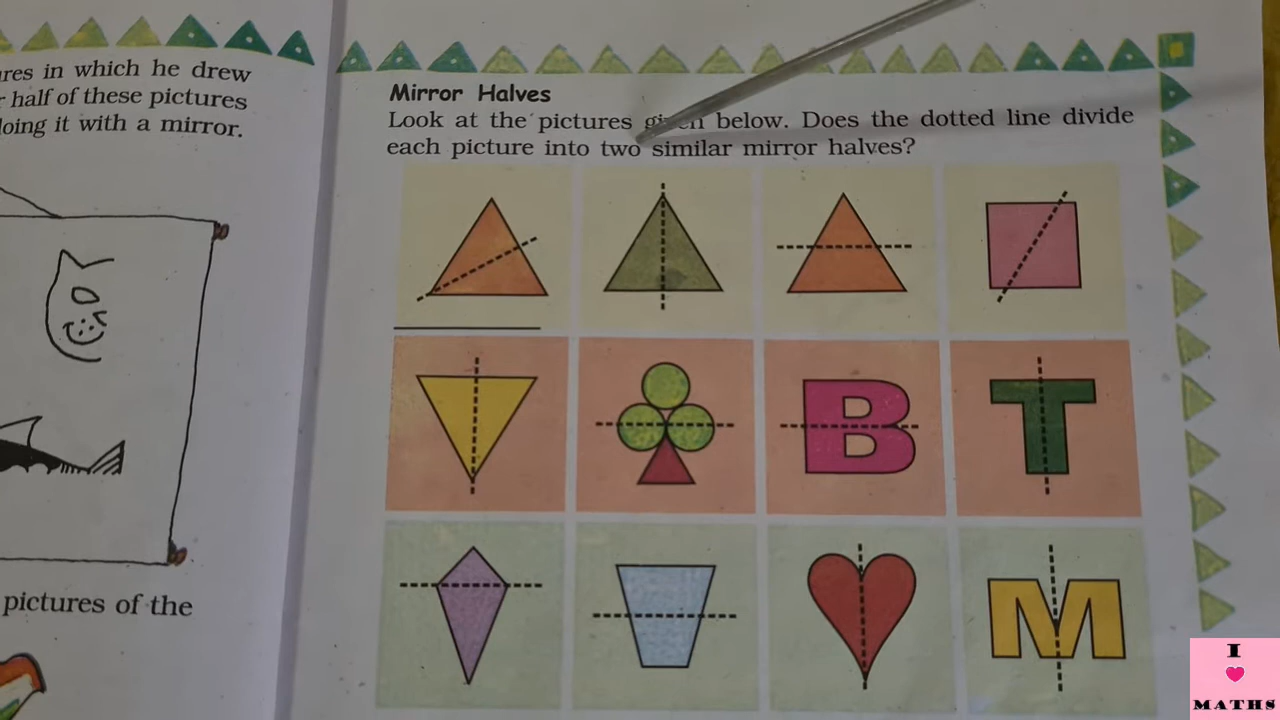 ures in which he drew
r half of these pictures
doing it with a mirror.
pictures of the
Mirror Halves
Look at the pictures given below. Does the dotted line divide
each picture into two similar mirror halves?
B
T
M
I
MATHS